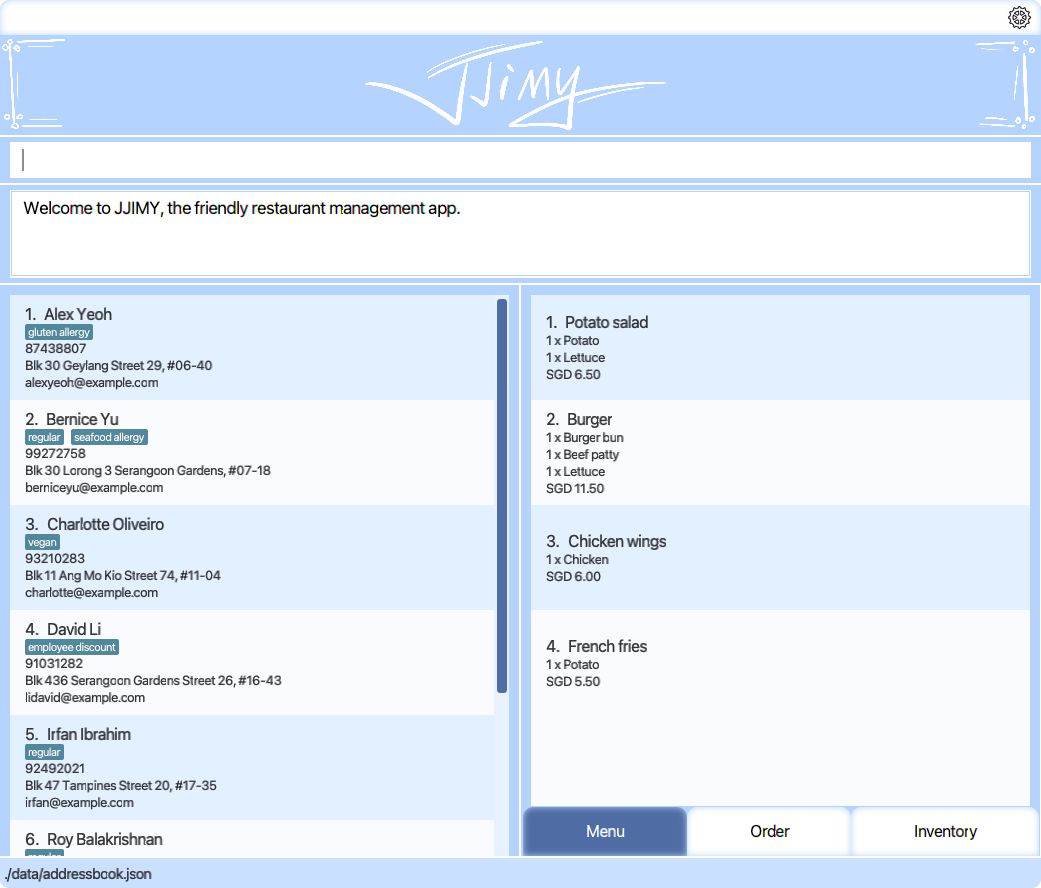 JJIMY
Welcome to JJIMY, the friendly restaurant management app.
1. Alex Yeoh
gluten allergy
87438807
Blk 30 Geylang Street 29, #06-40
alexyeoh@example.com
2. Bernice Yu
regular seafood allergy
99272758
Blk 30 Lorong 3 Serangoon Gardens, #07-18
berniceyu@example.com
3. Charlotte Oliveiro
vegan
93210283
Blk 11 Ang Mo Kio Street 74, #11-04
charlotte@example.com
4. David Li
employee discount
91031282
Blk 436 Serangoon Gardens Street 26, #16-43
lidavid@example.com
5. Irfan Ibrahim
regular
92492021
Blk 47 Tampines Street 20, #17-35
irfan@example.com
6. Roy Balakrishnan
1. Potato salad
1 x Potato
1 x Lettuce
SGD 6.50
2. Burger
1 x Burger bun
1 x Beef patty
1 x Lettuce
SGD 11.50
3. Chicken wings
1 x Chicken
SGD 6.00
4. French fries
1 x Potato
SGD 5.50
Menu Order Inventory
./data/addressbook.json